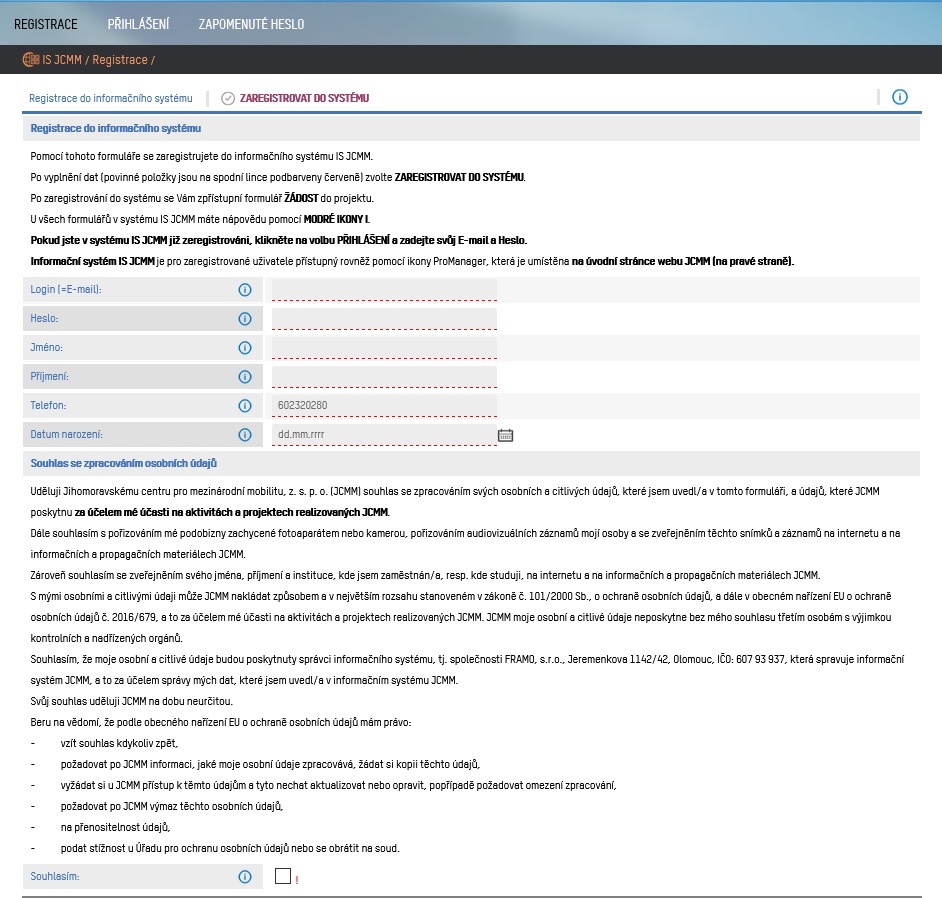 REGISTRACE PŘIHLÁŠENÍ ZAPOMENUTÉ HESLO
IS JCMM / Registrace /
Registrace do informačního systému ZAREGISTROVAT DO SYSTÉMU
Registrace do informačního systému
Pomocí tohoto formuláře se zaregistrujete do informačního systému IS JCMM.
Po vyplnění dat (povinné položky jsou na spodní lince podbarveny červeně) zvolte ZAREGISTROVAT DO SYSTÉMU.
Po zaregistrování do systému se Vám zpřístupní formulář ŽÁDOST do projektu.
U všech formulářů v systému IS JCMM máte nápovědu pomocí MODRÉ IKONY I.
Pokud jste v systému IS JCMM již zeregistrováni, klikněte na volbu PŘIHLÁŠENÍ a zadejte svůj E-mail a Heslo.
Informační systém IS JCMM je pro zaregistrované uživatele přístupný rovněž pomocí ikony ProManager, která je umístěna na úvodní stránce webu JCMM (na pravé straně).
Login (=E-mail):
Heslo:
Jméno:
Příjmení:
Telefon: 602320280
Datum narození: dd.mm.rrrr
Souhlas se zpracováním osobních údajů
Uděluji Jihomoravskému centru pro mezinárodní mobilitu, z. s. p. o. (JCMM) souhlas se zpracováním svých osobních a citlivých údajů, které jsem uvedl/a v tomto formuláři, a údajů, které JCMM
poskytnu za účelem mé účasti na aktivitách a projektech realizovaných JCMM.
Dále souhlasím s pořizováním mé podobizny zachycené fotoaparátem nebo kamerou, pořizováním audiovizuálních záznamů mojí osoby a se zveřejněním těchto snímků a záznamů na internetu a na
informačních a propagačních materiálech JCMM.
Zároveň souhlasím se zveřejněním svého jména, příjmení a instituce, kde jsem zaměstnán/a, resp. kde studuji, na internetu a na informačních a propagačních materiálech JCMM.
S mými osobními a citlivými údaji může JCMM nakládat způsobem a v největším rozsahu stanoveném v zákoně č. 101/2000 Sb., o ochraně osobních údajů, a dále v obecném nařízení EU o ochraně
osobních údajů č. 2016/679, a to za účelem mé účasti na aktivitách a projektech realizovaných JCMM. JCMM moje osobní a citlivé údaje neposkytne bez mého souhlasu třetím osobám s výjimkou
kontrolních a nadřízených orgánů.
Souhlasím, že moje osobní a citlivé údaje budou poskytnuty správci informačního systému, tj. společnosti FRAMO, s.r.o., Jeremenkova 1142/42, Olomouc, IČO: 607 93 937, která spravuje informační
systém JCMM, a to za účelem správy mých dat, které jsem uvedl/a v informačním systému JCMM.
Svůj souhlas uděluji JCMM na dobu neurčitou.
Beru na vědomí, že podle obecného nařízení EU o ochraně osobních údajů mám právo:
- vzít souhlas kdykoliv zpět,
- požadovat po JCMM informaci, jaké moje osobní údaje zpracovává, žádat si kopii těchto údajů,
- vyžádat si u JCMM přístup k těmto údajům a tyto nechat aktualizovat nebo opravit, popřípadě požadovat omezení zpracování,
- požadovat po JCMM výmaz těchto osobních údajů,
- na přenositelnost údajů,
- podat stížnost u Úřadu pro ochranu osobních údajů nebo se obrátit na soud.
Souhlasím: !